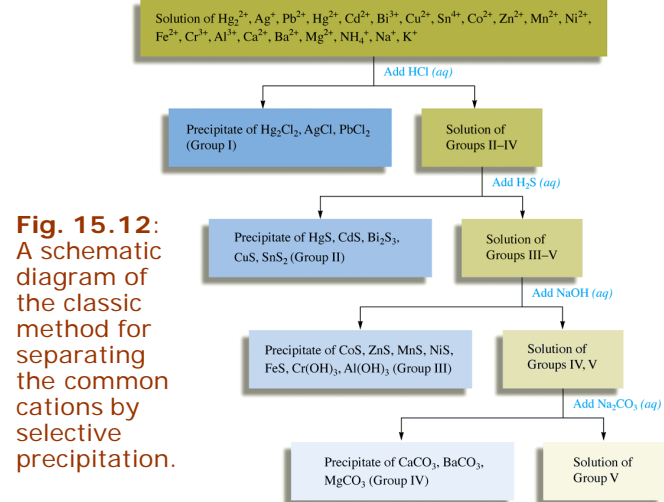 Solution of Hg₂²⁺, Ag⁺, Pb²⁺, Hg²⁺, Cd²⁺, Bi³⁺, Cu²⁺, Sn⁴⁺, Co²⁺, Zn²⁺, Mn²⁺, Ni²⁺,
Fe²⁺, Cr³⁺, Al³⁺, Ca²⁺, Ba²⁺, Mg²⁺, NH₄⁺, Na⁺, K⁺
Add HCl (aq)
Precipitate of Hg₂Cl₂, AgCl, PbCl₂
(Group I)
Solution of
Groups II–IV
Add H₂S (aq)
Precipitate of HgS, CdS, Bi₂S₃,
CuS, SnS₂ (Group II)
Solution of
Groups III–V
Add NaOH (aq)
Precipitate of CoS, ZnS, MnS, NiS,
FeS, Cr(OH)₃, Al(OH)₃ (Group III)
Solution of
Groups IV, V
Add Na₂CO₃ (aq)
Precipitate of CaCO₃, BaCO₃,
MgCO₃ (Group IV)
Solution of
Group V
Fig. 15.12:
A schematic
diagram of
the classic
method for
separating
the common
cations by
selective
precipitation.